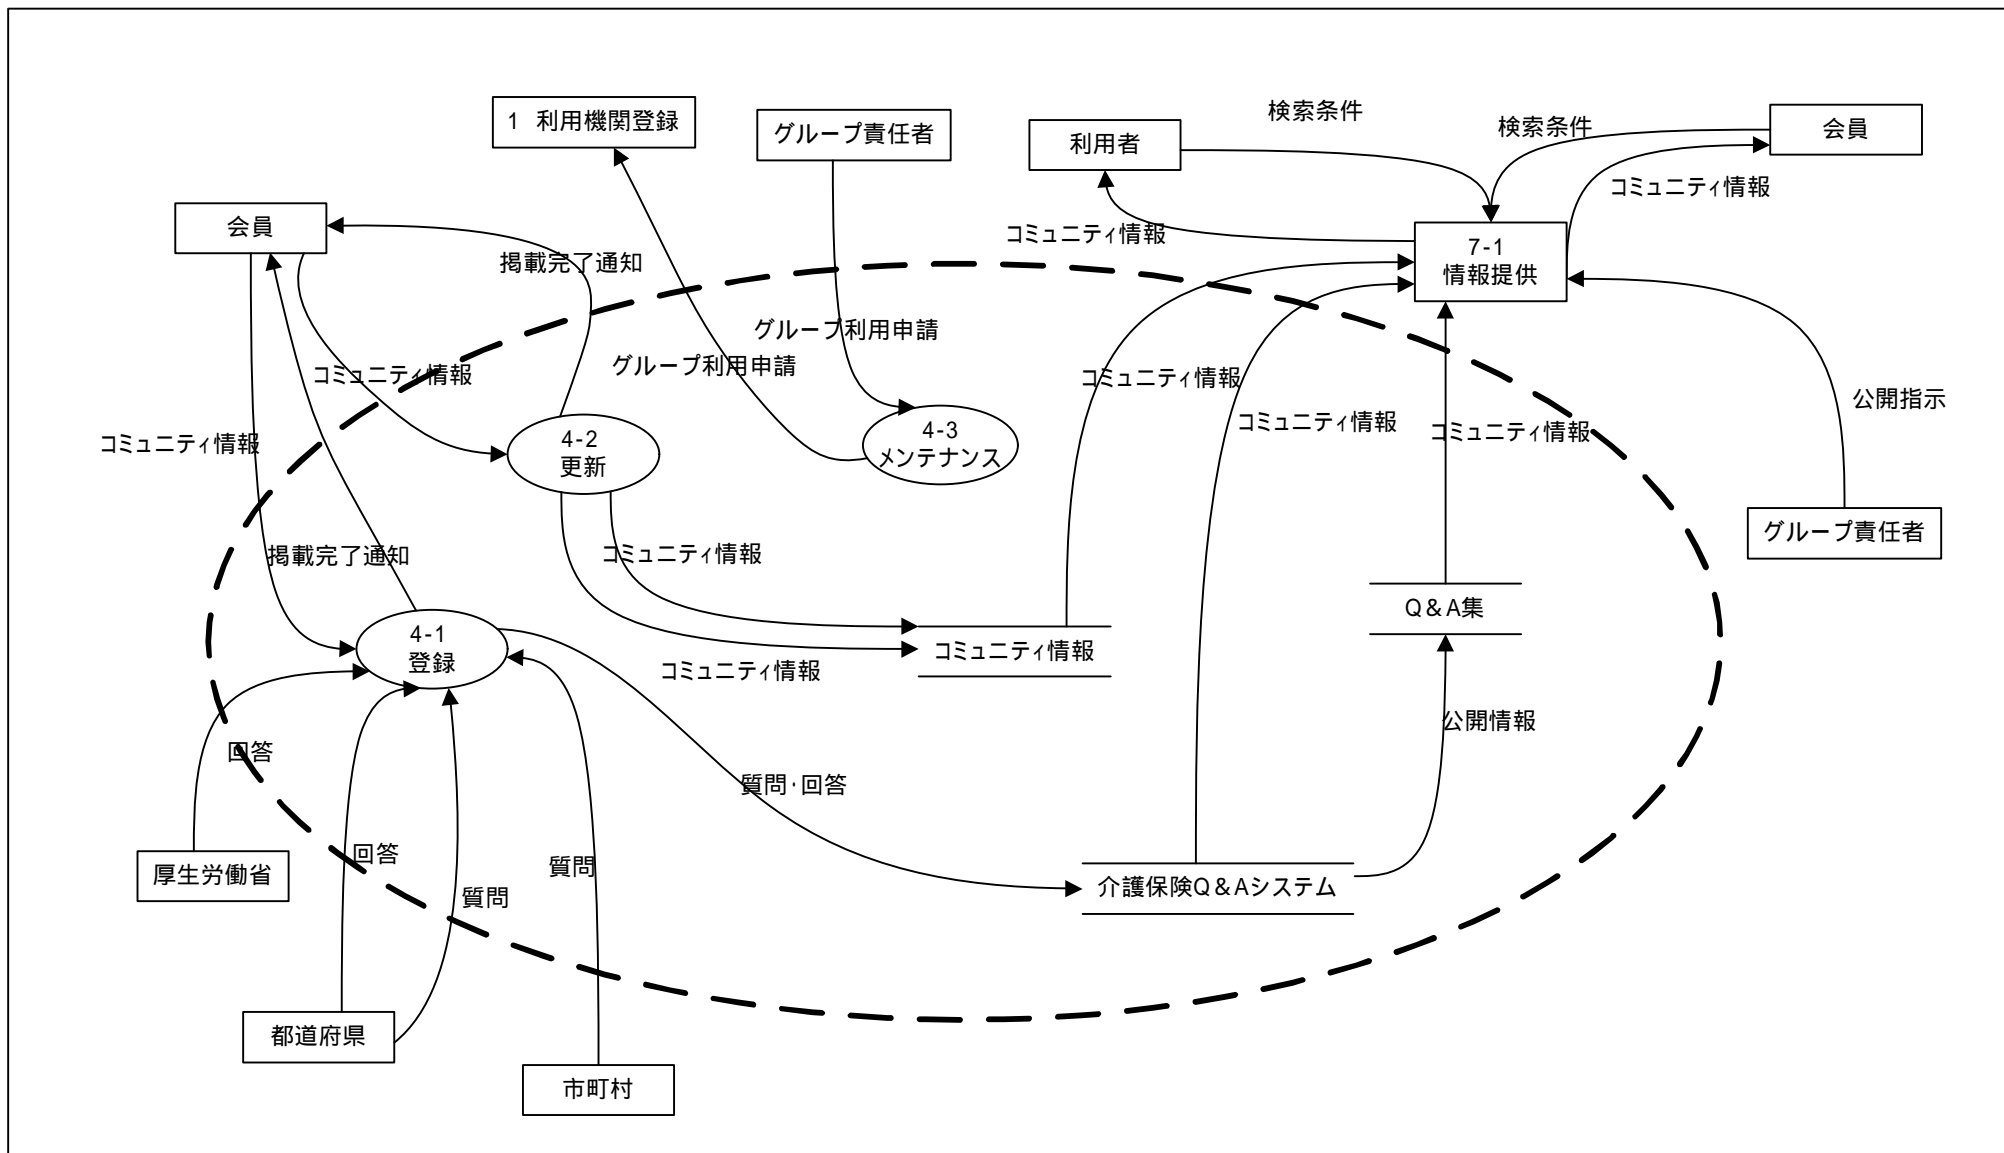 検索条件
1 利用機関登録
グループ責任者
検索条件
会員
利用者
コミュニティ情報
会員
コミュニティ情報
7-1
情報提供
掲載完了通知
グループ利用申請
グループ利用申請
コミュニティ情報
コミュニティ情報
公開指示
コミュニティ情報
コミュニティ情報
コミュニティ情報
4-2
更新
4-3
メンテナンス
グループ責任者
掲載完了通知
コミュニティ情報
Q&A集
4-1
登録
コミュニティ情報
コミュニティ情報
公開情報
回答
質問・回答
回答
質問
厚生労働省
質問
介護保険Q&Aシステム
都道府県
市町村